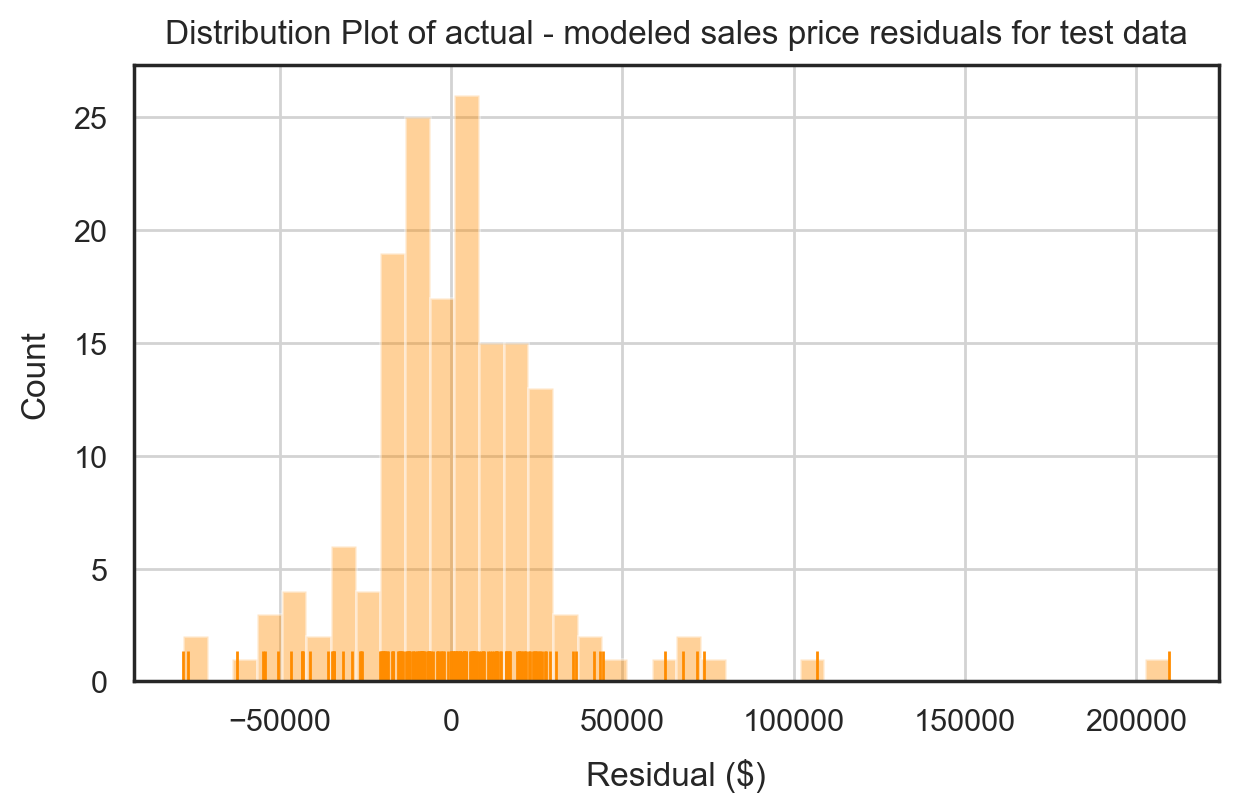 Distribution Plot of actual - modeled sales price residuals for test data
25
20
15
10
5
0
Count
−50000 0 50000 100000 150000 200000
Residual ($)